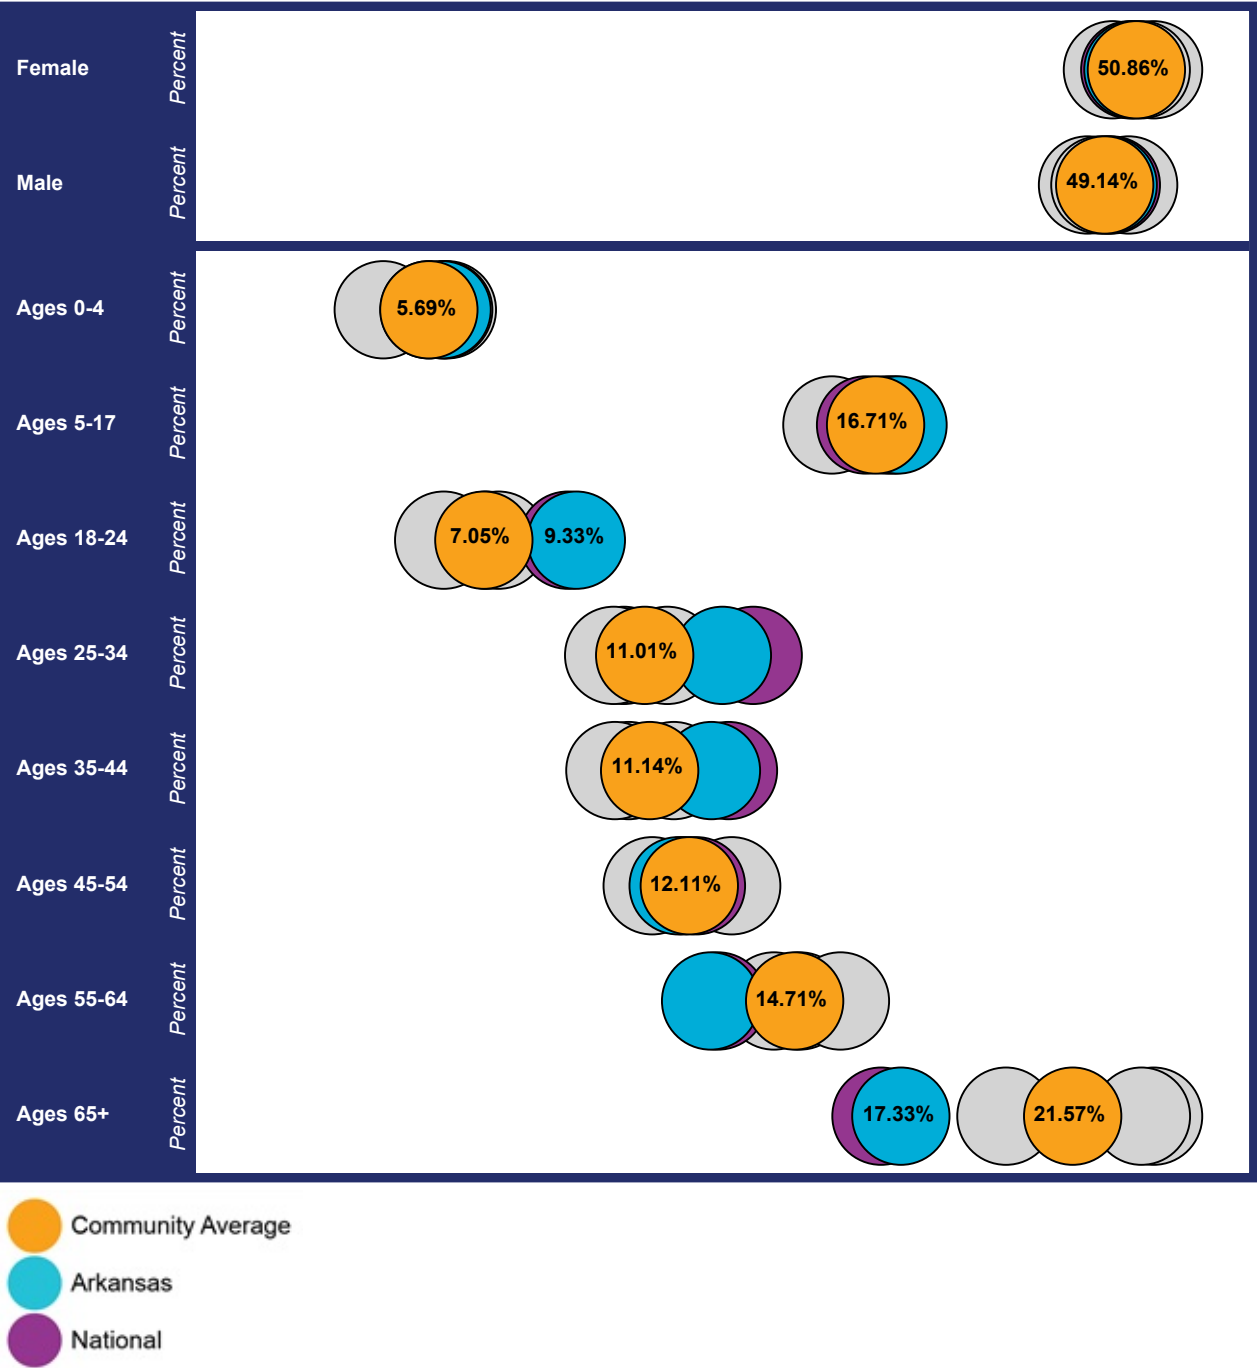 Female Percent 50.86%
Male Percent 49.14%
Ages 0-4 Percent 5.69%
Ages 5-17 Percent 16.71%
Ages 18-24 Percent 7.05% 9.33%
Ages 25-34 Percent 11.01%
Ages 35-44 Percent 11.14%
Ages 45-54 Percent 12.11%
Ages 55-64 Percent 14.71%
Ages 65+ Percent 17.33% 21.57%
Community Average
Arkansas
National